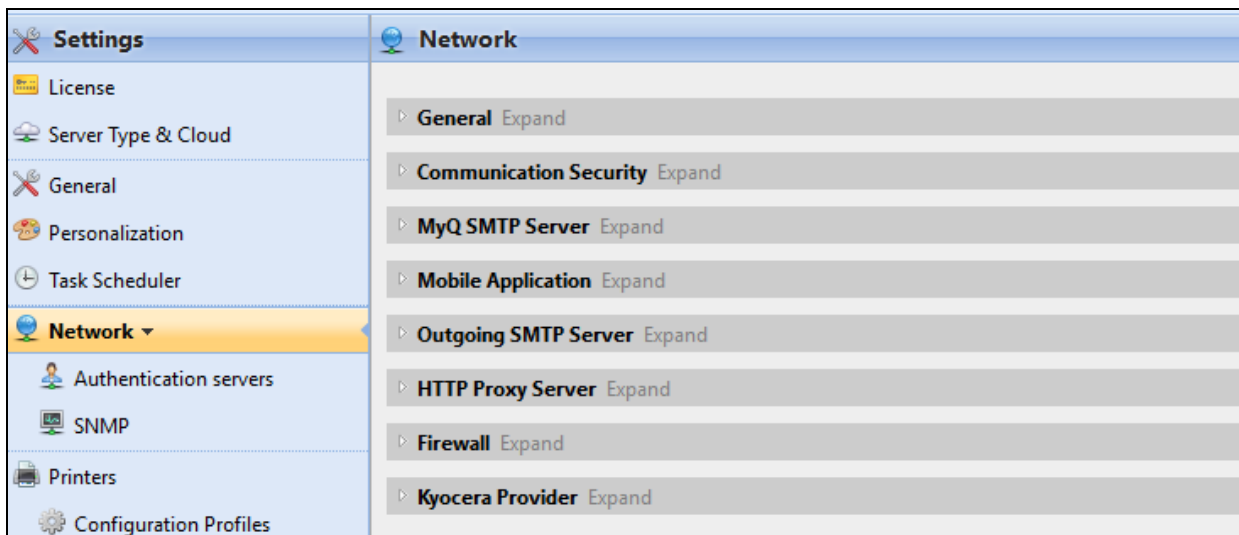 Settings
License
Server Type & Cloud
General
Personalization
Task Scheduler
Network
Authentication servers
SNMP
Printers
Configuration Profiles
Network
General Expand
Communication Security Expand
MyQ SMTP Server Expand
Mobile Application Expand
Outgoing SMTP Server Expand
HTTP Proxy Server Expand
Firewall Expand
Kyocera Provider Expand